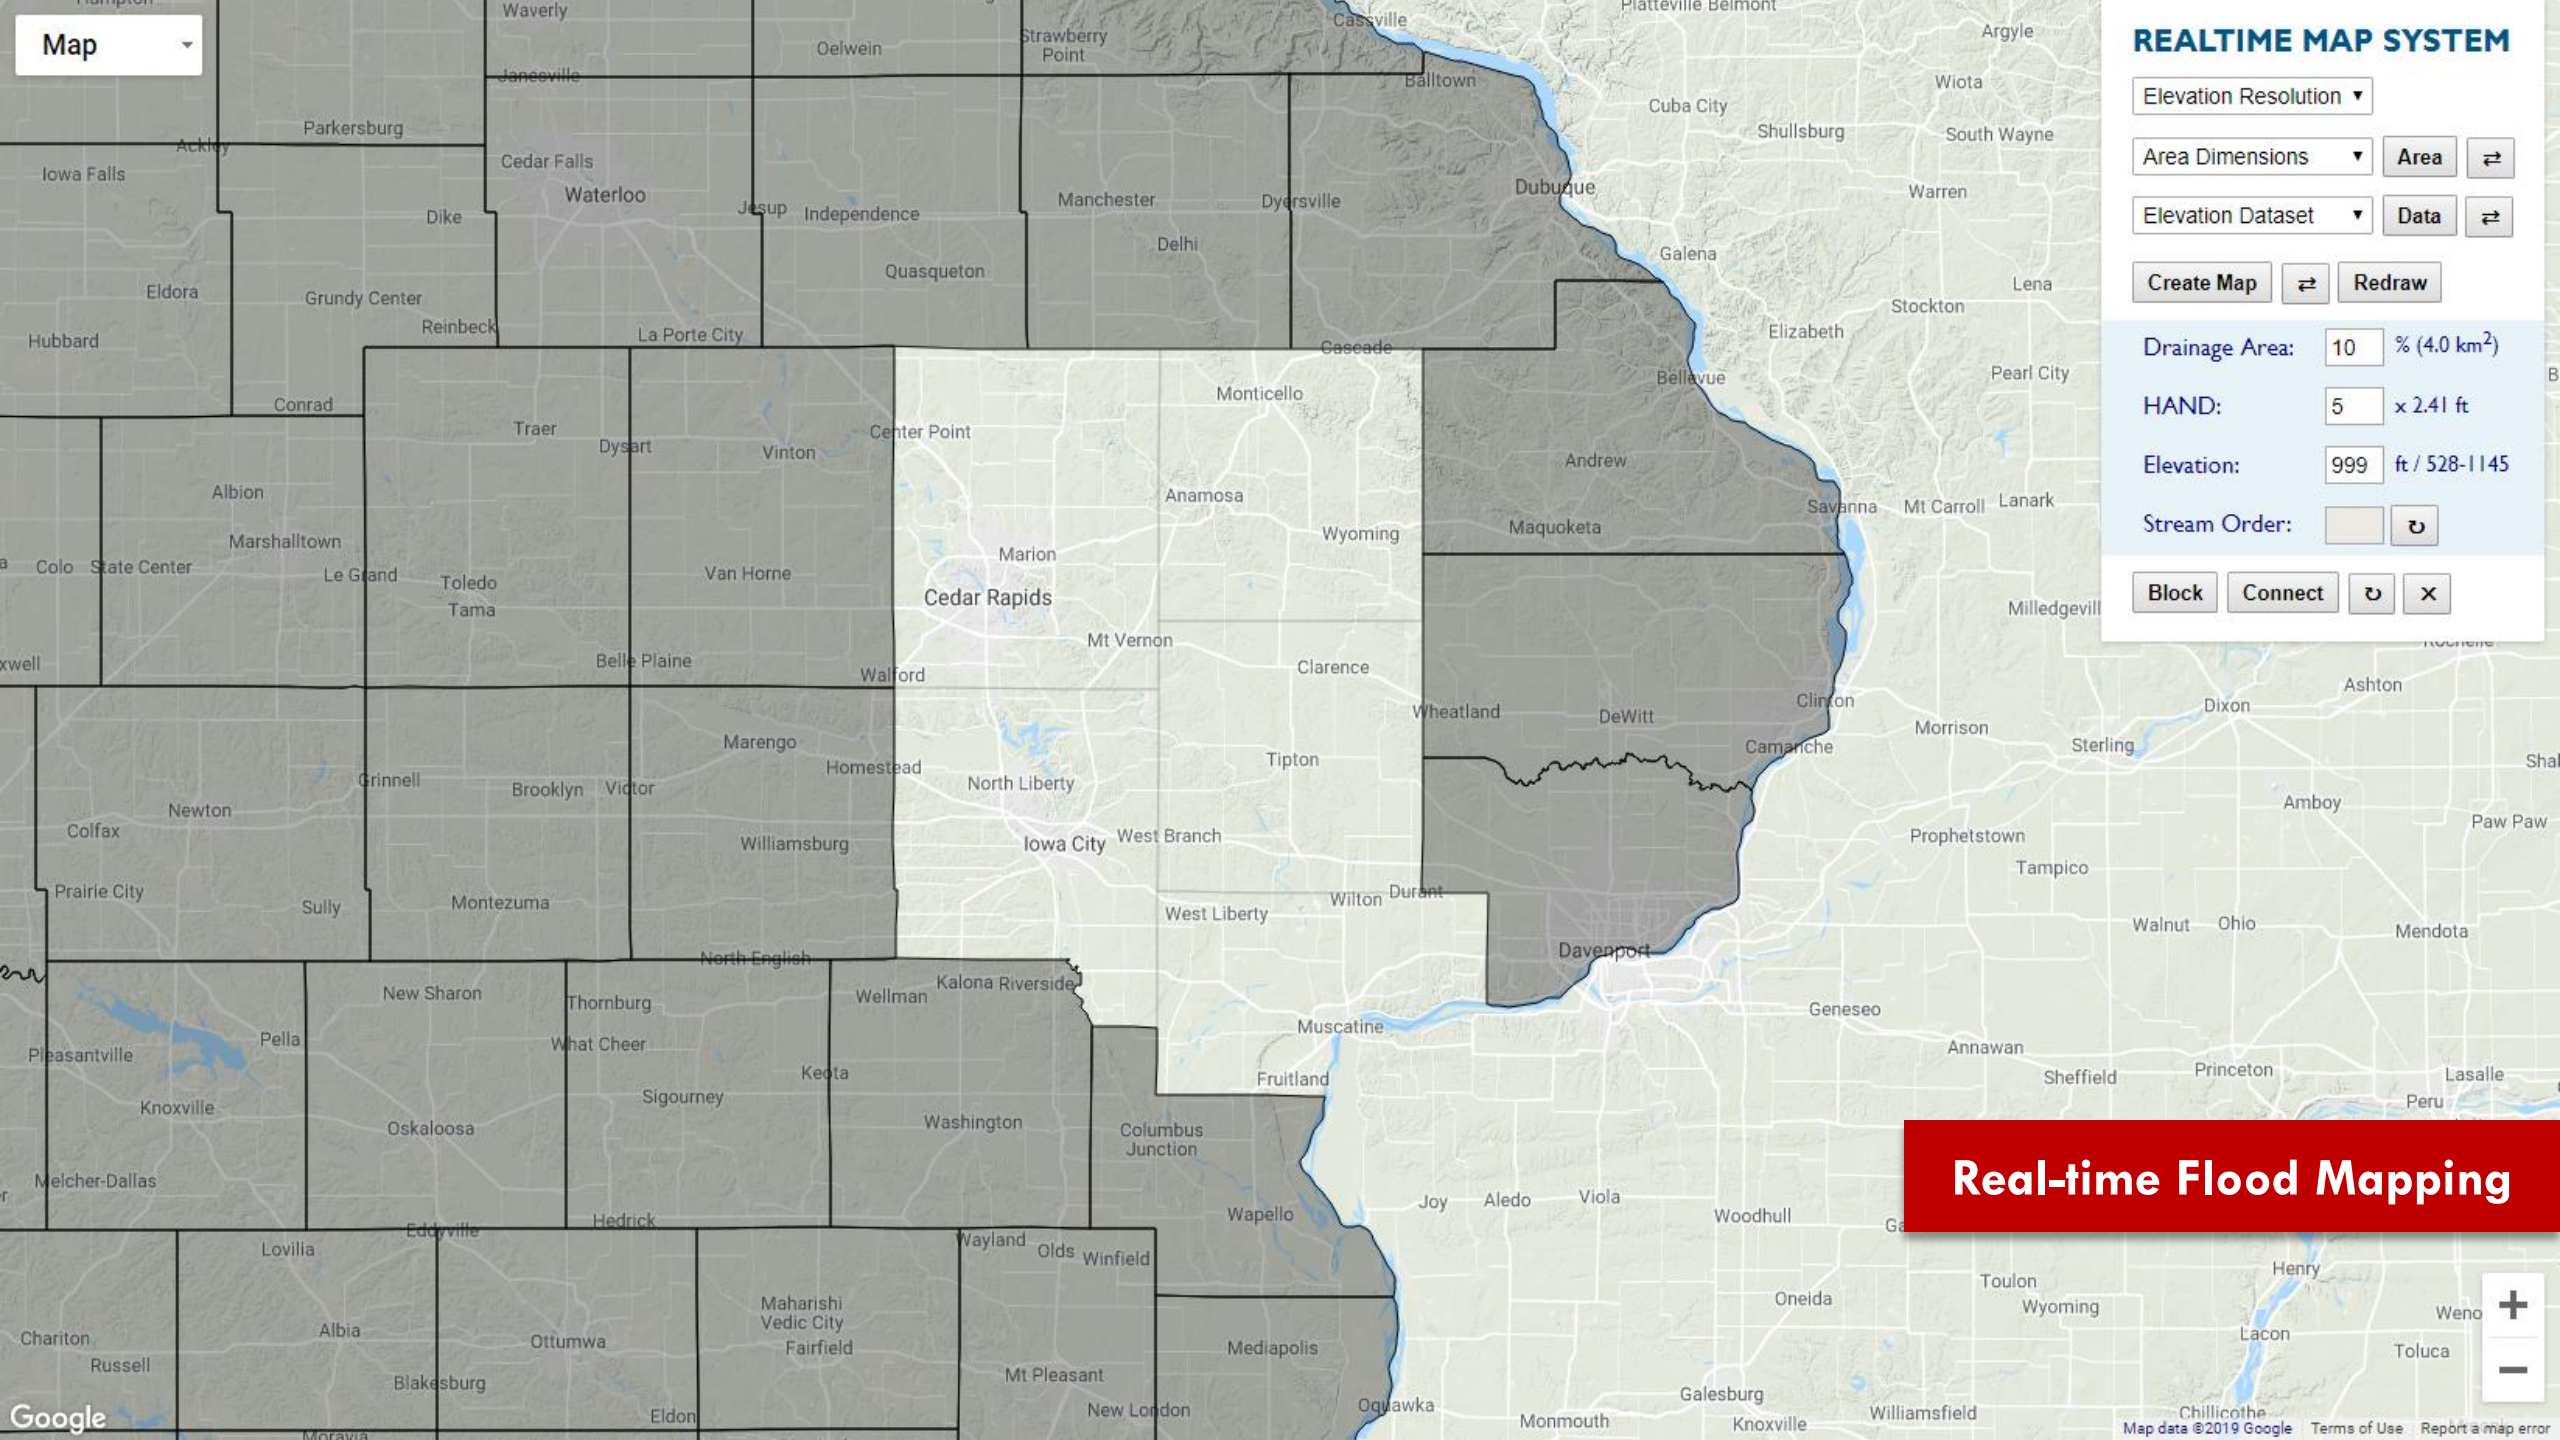 Hampton
Waverly
Cassville
Platteville Belmont
Map
Oelwein
Strawberry
Point
Argyle
REALTIME MAP SYSTEM
Janesville
Balltown
Wiota
Elevation Resolution
Cuba City
Parkersburg
Shullsburg
South Wayne
Ackley
Cedar Falls
Area Dimensions
Area
Iowa Falls
Waterloo
Dubuque
Warren
Jesup
Independence
Manchester
Dyersville
Dike
Elevation Dataset
Data
Delhi
Galena
Quasqueton
Eldora
Grundy Center
Lena
Create Map
Redraw
Stockton
Reinbeck
La Porte City
Elizabeth
Hubbard
Cascade
Drainage Area: 10 % (4.0 km2)
Bellevue
Pearl City
B
Monticello
Conrad
HAND: 5 x 2.41 ft
Traer
Dysart
Vinton
Center Point
Andrew
Elevation: 999 ft / 528-1145
Albion
Anamosa
Savanna
Mt Carroll
Lanark
Maquoketa
Stream Order:
Marshalltown
Wyoming
Marion
a
Colo
State Center
Le Grand
Toledo
Van Horne
Cedar Rapids
Tama
Block
Connect
Milledgevill
Mt Vernon
xwell
Belle Plaine
Walford
Clarence
Rochelle
Ashton
Clinton
Wheatland
DeWitt
Dixon
Morrison
Marengo
Camanche
Sterling
Homestead
Tipton
Shal
Grinnell
Brooklyn
Victor
North Liberty
Newton
Amboy
Colfax
Paw Paw
Williamsburg
Iowa City
West Branch
Prophetstown
Tampico
Prairie City
Sully
Montezuma
Wilton
Durant
West Liberty
Walnut
Ohio
Mendota
North English
Davenport
New Sharon
Thornburg
Wellman
Kalona
Riverside
Geneseo
Muscatine
Pella
What Cheer
Pleasantville
Annawan
Keota
Fruitland
Sheffield
Princeton
Lasalle
Knoxville
Sigourney
Peru
Oskaloosa
Washington
Columbus
Junction
Melcher-Dallas
r
Real-time Flood Mapping
Joy
Aledo
Viola
Wapello
Woodhull
Ga
Hedrick
Eddyville
Lovilia
Wayland
Olds
Winfield
Henry
Toulon
Maharishi
Vedic City
Oneida
Wyoming
Weno
Chariton
Albia
Ottumwa
Fairfield
Mediapolis
Lacon
Toluca
Russell
Mt Pleasant
Blakesburg
Galesburg
Oquawka
New London
Google
Eldon
Monmouth
Knoxville
Williamsfield
Chillicothe
Moravia
Map data ©2019 Google
Terms of Use
Report a map error